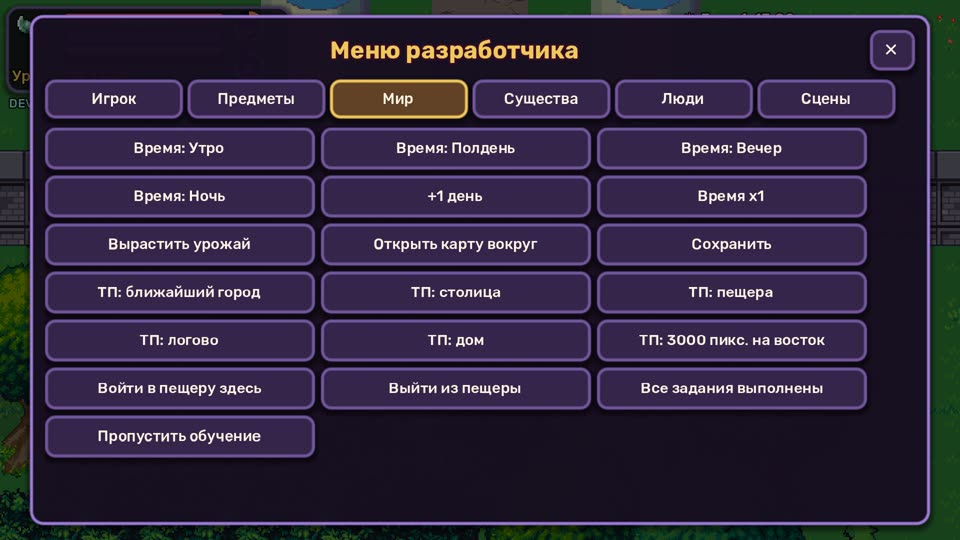 Меню разработчика
×
Игрок
Предметы
Мир
Существа
Люди
Сцены
Время: Утро
Время: Полдень
Время: Вечер
Время: Ночь
+1 день
Время x1
Вырастить урожай
Открыть карту вокруг
Сохранить
ТП: ближайший город
ТП: столица
ТП: пещера
ТП: логово
ТП: дом
ТП: 3000 пикс. на восток
Войти в пещеру здесь
Выйти из пещеры
Все задания выполнены
Пропустить обучение